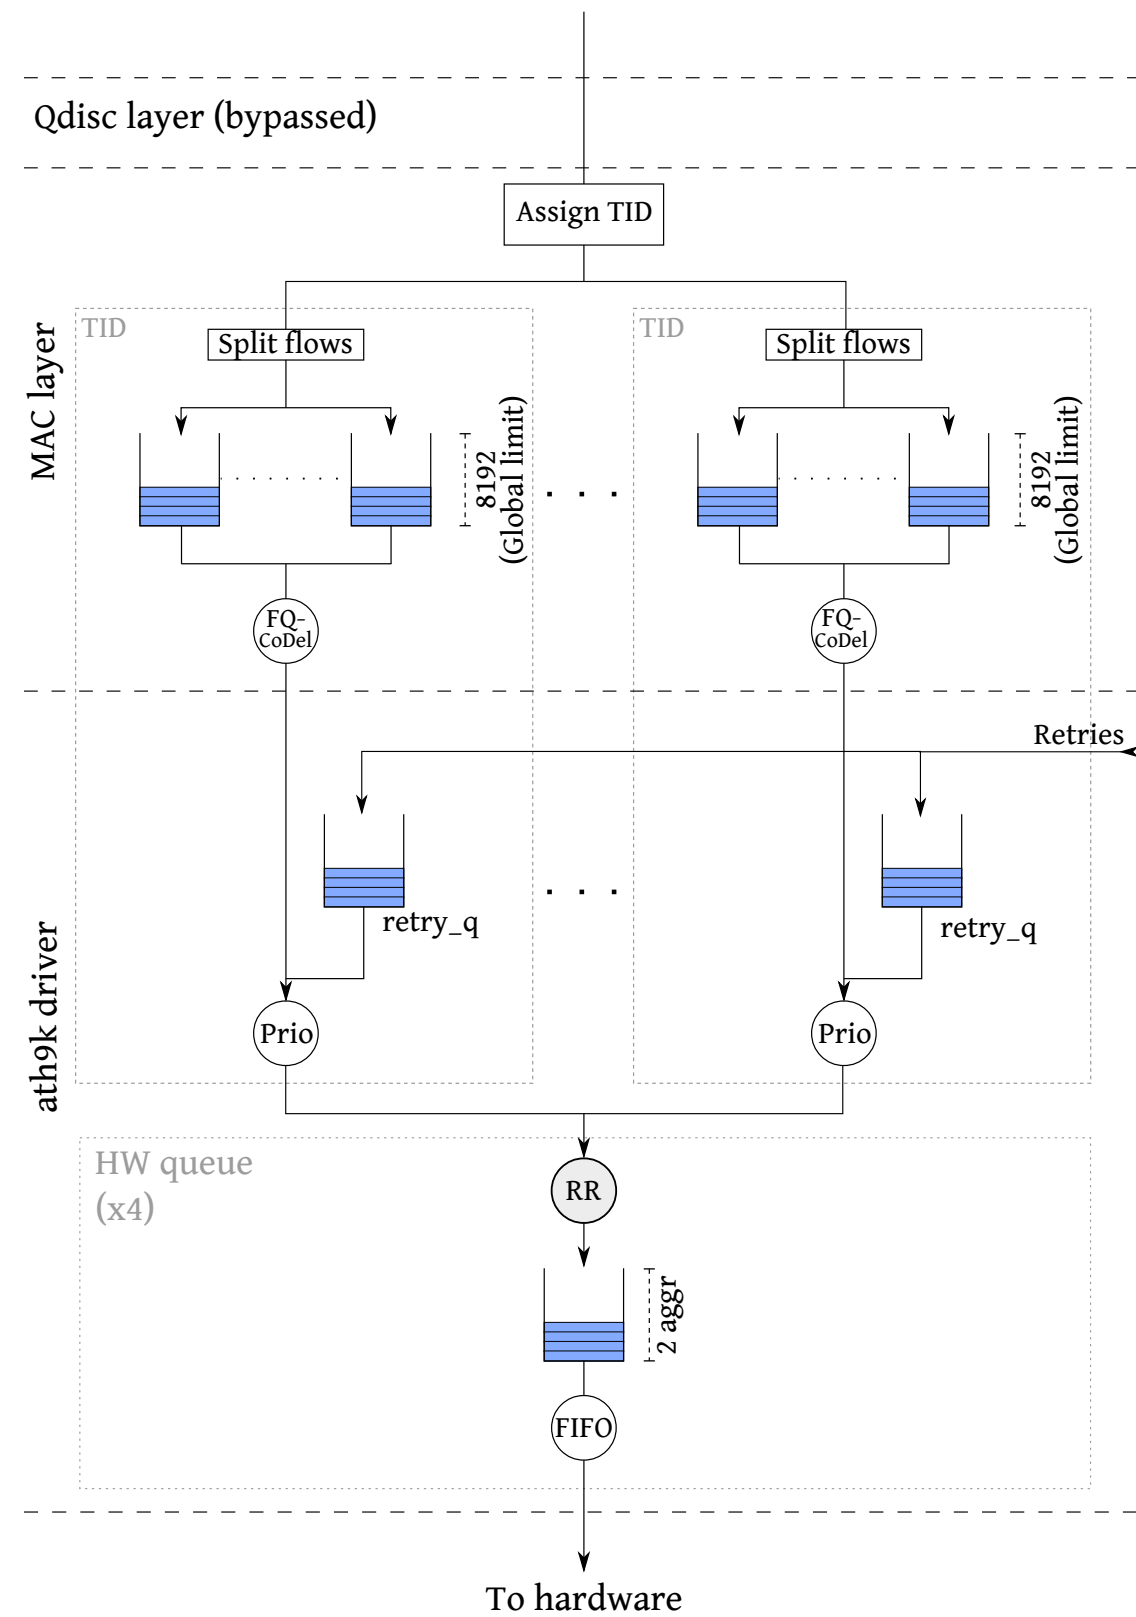 Qdisc layer (bypassed)
Assign TID
MAC layer
TID
Split flows
8192
(Global limit)
FQ-
CoDel
TID
Split flows
8192
(Global limit)
FQ-
CoDel
. . .
Retries
ath9k driver
retry_q
Prio
. . .
retry_q
Prio
HW queue
(x4)
RR
2 aggr
FIFO
To hardware